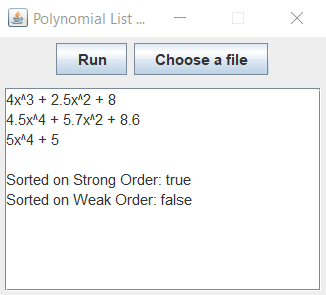 Polynomial List ...
Run Choose a file
4x^3 + 2.5x^2 + 8
4.5x^4 + 5.7x^2 + 8.6
5x^4 + 5
Sorted on Strong Order: true
Sorted on Weak Order: false